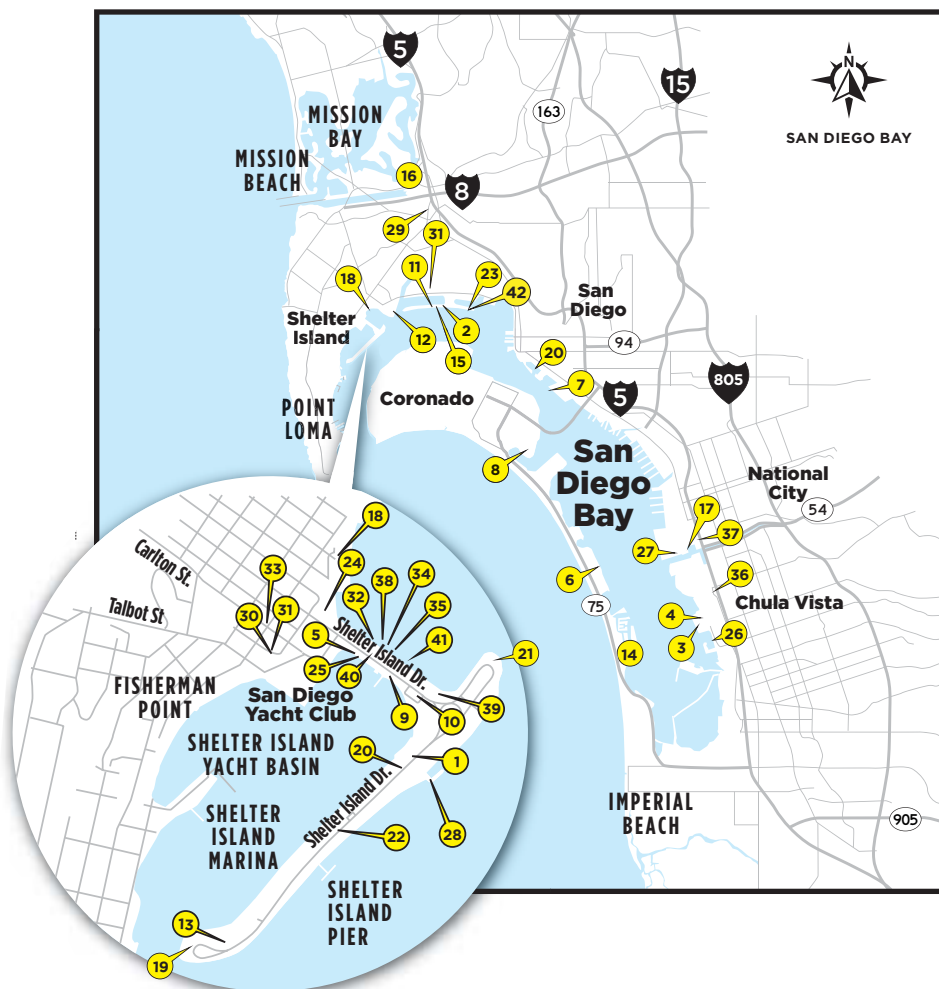 5
15
N
SAN DIEGO BAY
163
MISSION
BAY
MISSION
BEACH
16
8
29
31
11
23
18
42
San
Diego
Shelter
Island
12
2
15
94
20
7
805
5
Coronado
POINT
LOMA
San
Diego
Bay
8
National
City
54
17
37
27
6
75
36
Chula Vista
4
3
26
14
IMPERIAL
BEACH
905
18
Carlton St.
24
33
38
34
32
35
Talbot St
30
31
5
Shelter Island Dr.
41
21
25
40
FISHERMAN
POINT
San Diego
Yacht Club
9
10
39
SHELTER ISLAND
YACHT BASIN
20
1
Shelter Island Dr.
SHELTER
ISLAND
MARINA
22
28
SHELTER
ISLAND
PIER
13
19